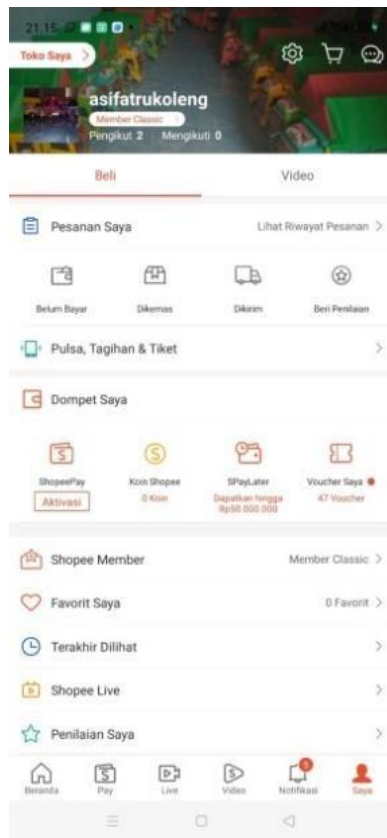 21.15
Toko Saya >
asifatrukoleng
Member Classic >
Pengikut 2 Mengikuti 0
Beli Video
Pesanan Saya Lihat Riwayat Pesanan >
Belum Bayar Dikemas Dikirim Beri Penilaian
Pulsa, Tagihan & Tiket >
Dompet Saya
ShopeePay Koin Shopee SPayLater Voucher Saya
Aktivasi 0 Koin Dapatkan hingga 47 Voucher
Rp50.000.000
Shopee Member Member Classic >
Favorit Saya 0 Favorit >
Terakhir Dilihat >
Shopee Live >
Penilaian Saya >
5
Beranda Pay Live Video Notifikasi Saya